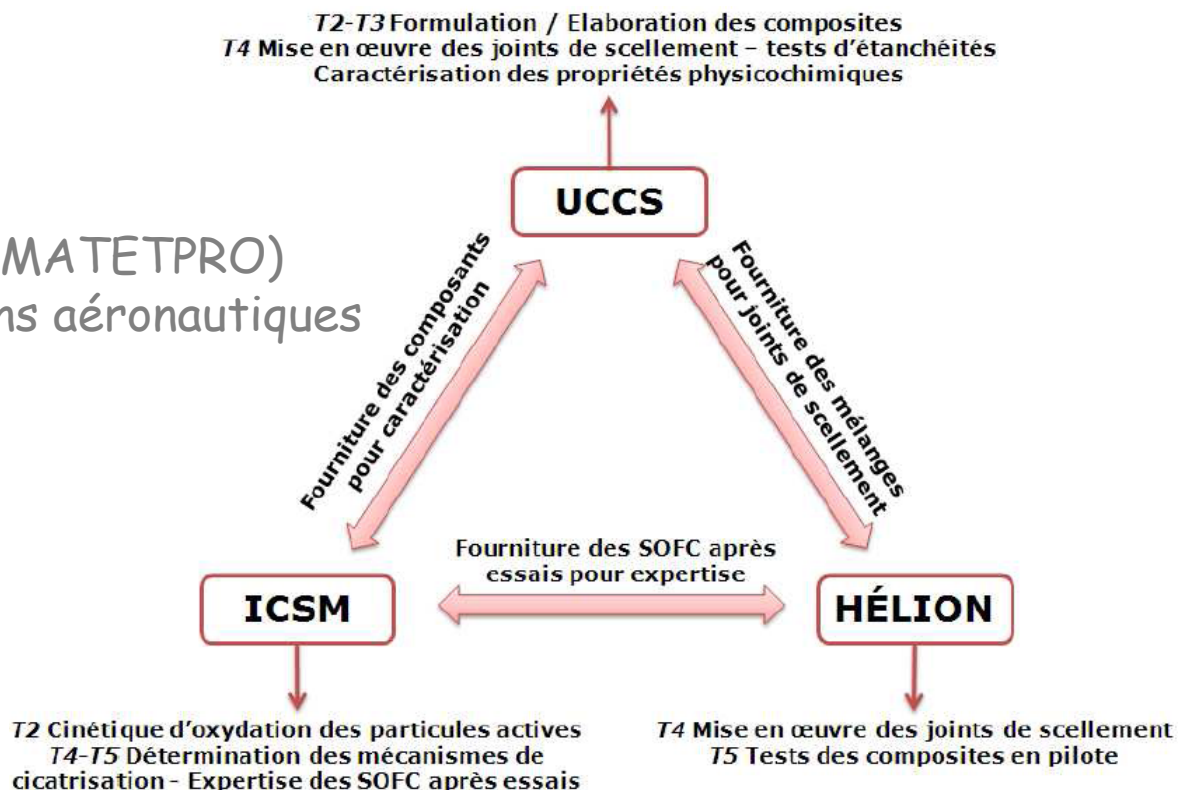 T2-T3 Formulation / Elaboration des composites
T4 Mise en œuvre des joints de scellement – tests d'étanchéités
Caractérisation des propriétés physicochimiques
UCCS
MATETPRO)
ns aéronautiques
Fourniture des composants
pour caractérisation
Fourniture des mélanges
pour joints de scellement
Fourniture des SOFC après
essais pour expertise
ICSM
HÉLION
T2 Cinétique d'oxydation des particules actives
T4-T5 Détermination des mécanismes de
cicatrisation – Expertise des SOFC après essais
T4 Mise en œuvre des joints de scellement
T5 Tests des composites en pilote